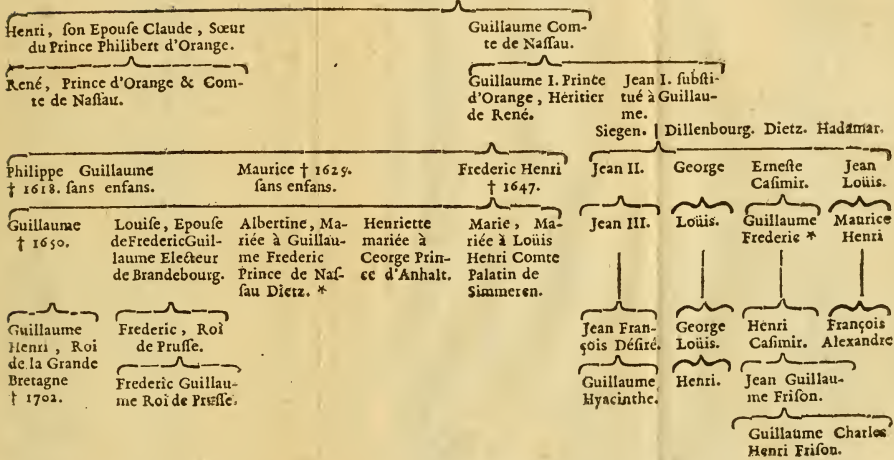 Henri, ſon Epouſe Claude, Sœur
du Prince Philibert d'Orange.
Guillaume Com-
te de Naſſau.
René, Prince d'Orange & Com-
te de Naſſau.
Guillaume I. Prince
d'Orange, Héritier
de René.
Jean I. ſubſti-
tué à Guillau-
me.
Siegen. | Dillenbourg. Dietz. Hadamar.
Philippe Guillaume
† 1618. ſans enfans.
Maurice † 1625.
ſans enfans.
Frederic Henri
† 1647.
Jean II.
George
Erneſte
Caſimir.
Jean
Loüis.
Guillaume
† 1650.
Louiſe, Epouſe
deFredericGuil-
laume Electeur
de Brandebourg.
Albertine, Ma-
riée à Guillau-
me Frederic
Prince de Naſ-
ſau Dietz. *
Henriette
mariée à
George Prin-
ce d'Anhalt.
Marie, Ma-
riée à Loüis
Henri Comte
Palatin de
Simmeren.
Jean III.
Loüis.
Guillaume
Frederic *
Maurice
Henri
Guillaume
Henri, Roi
de la Grande
Bretagne
† 1702.
Frederic, Roi
de Pruſſe.
Jean Fran-
çois Déſiré.
George
Loüis.
Henri
Caſimir.
François
Alexandre
Frederic Guillau-
me Roi de Pruſſe.
Guillaume
Hyacinthe.
Henri.
Jean Guillau-
me Friſon.
Guillaume Charles
Henri Friſon.